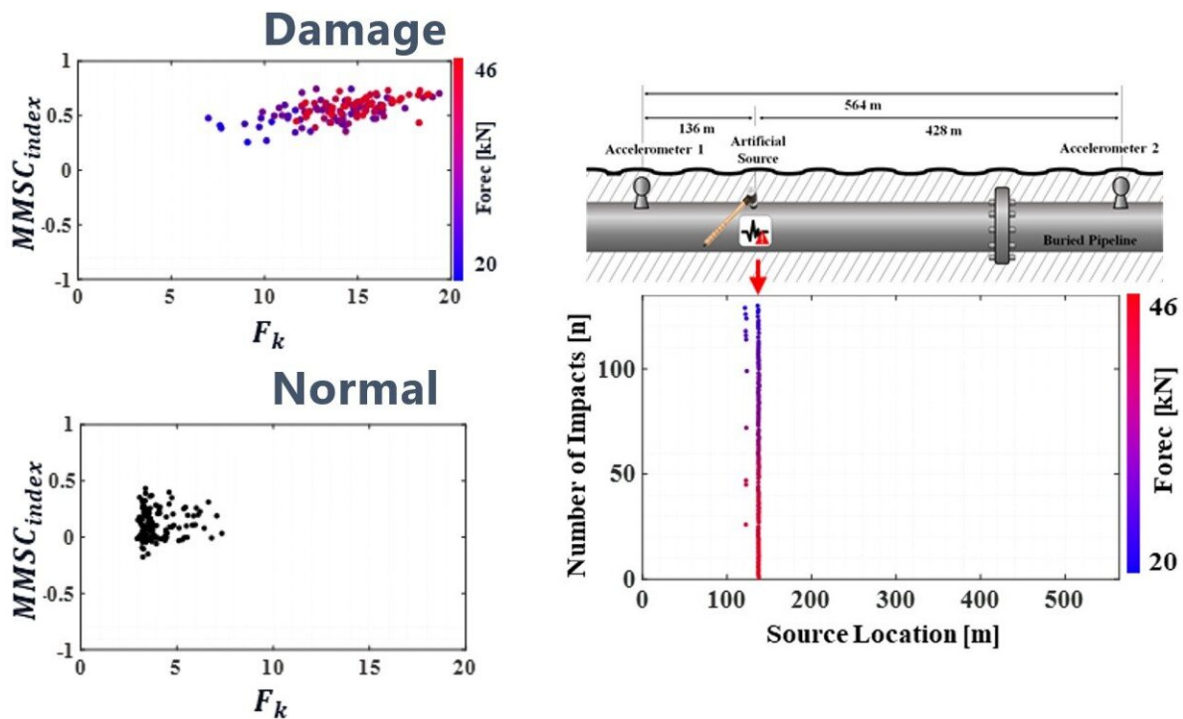 Damage
1
0.5
0
-0.5
-1
0
5
10
15
20
MMSC_index
F_k
46
Forec [kN]
20
Normal
1
0.5
0
-0.5
-1
0
5
10
15
20
MMSC_index
F_k
564 m
136 m
428 m
Accelerometer 1
Artificial
Source
Accelerometer 2
Buried Pipeline
Number of Impacts [n]
100
50
0
0
100
200
300
400
500
Source Location [m]
46
Forec [kN]
20